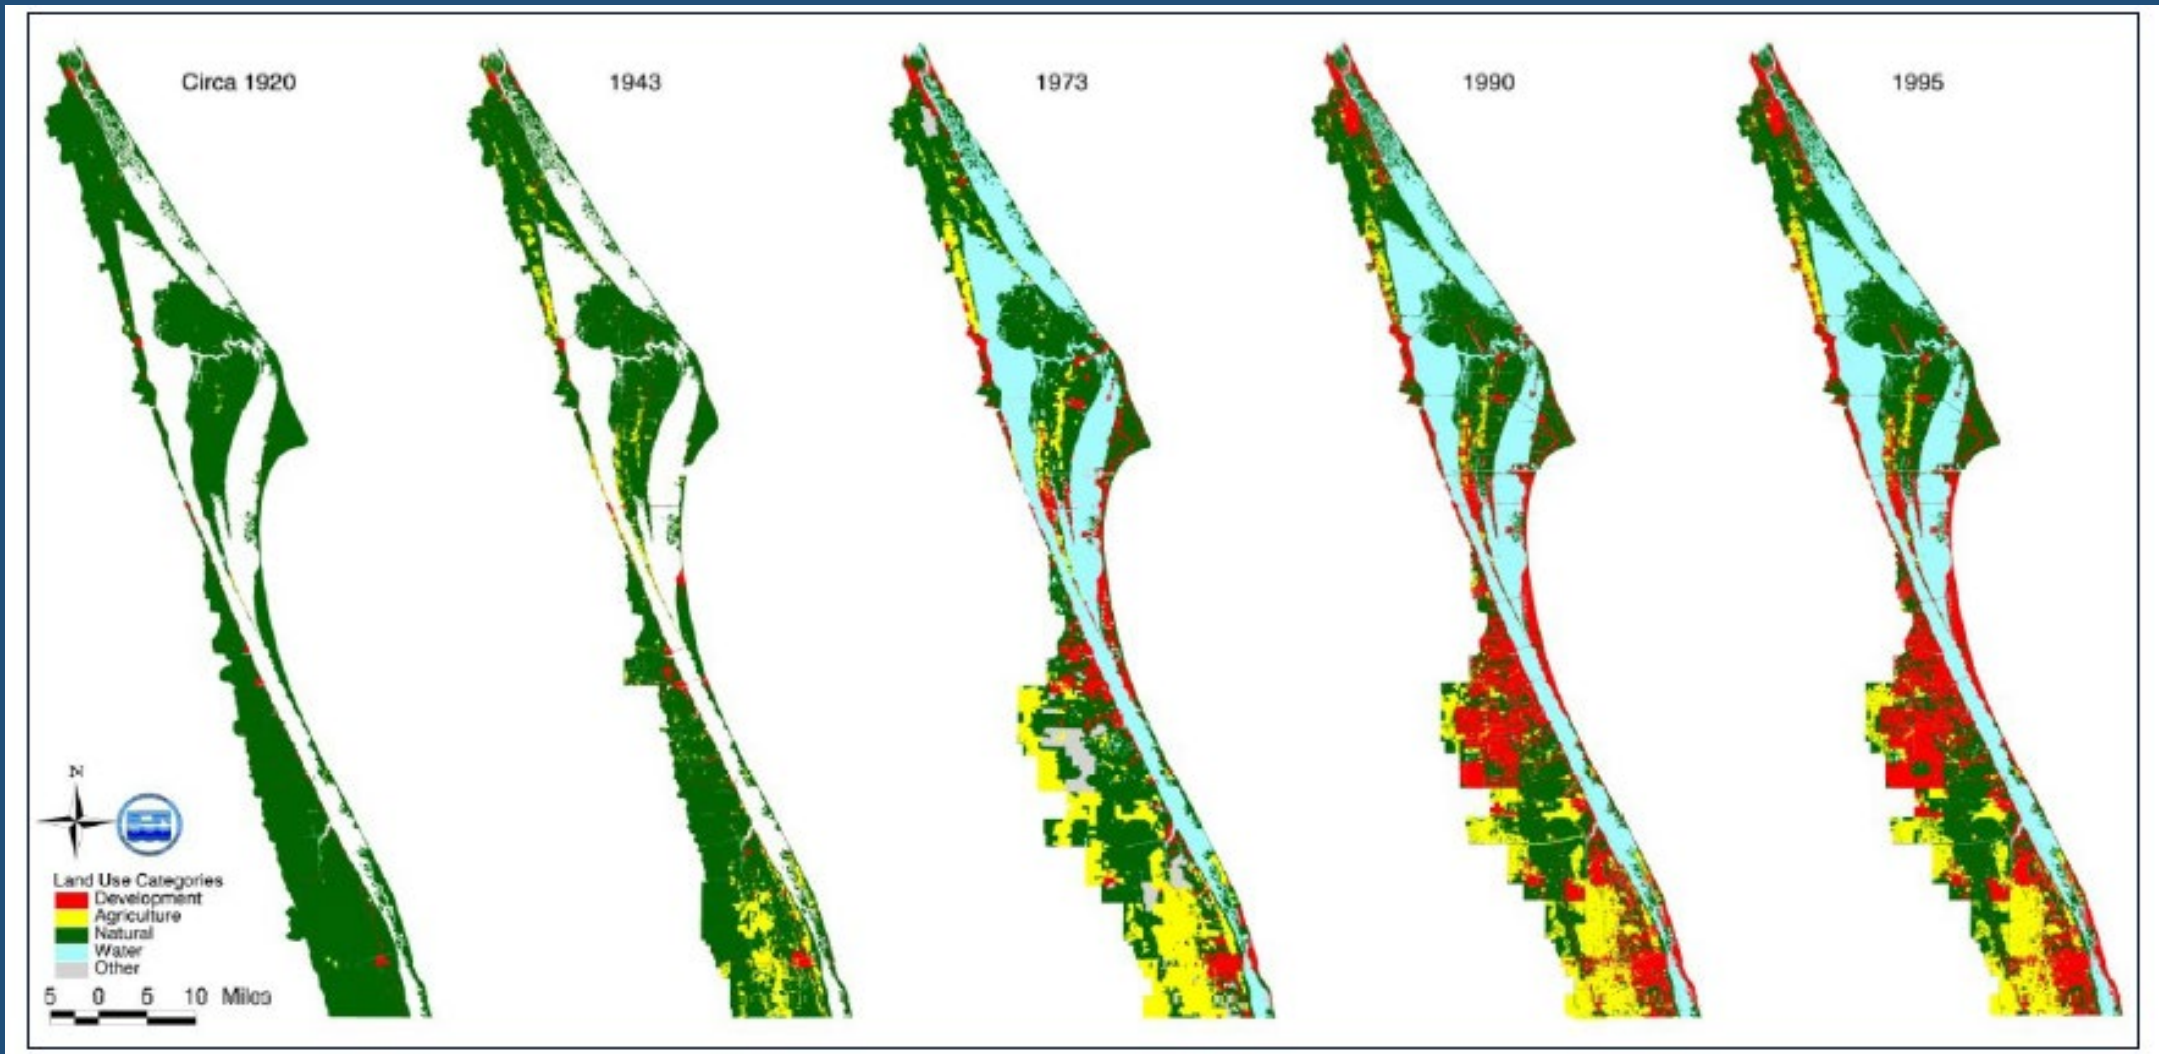 Circa 1920
1943
1973
1990
1995
N
Land Use Categories
Development
Agriculture
Natural
Water
Other
5 0 5 10 Miles